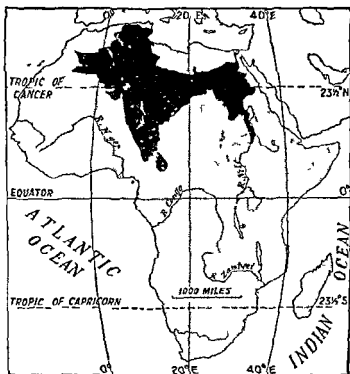 0° 20°E 40°E
TROPIC OF
CANCER
23½°N
R. Niger
R. Nile
EQUATOR
0°
R. Congo
ATLANTIC
OCEAN
R. Zambezi
1000 MILES
TROPIC OF CAPRICORN
23½°S
INDIAN OCEAN
0° 20°E 40°E